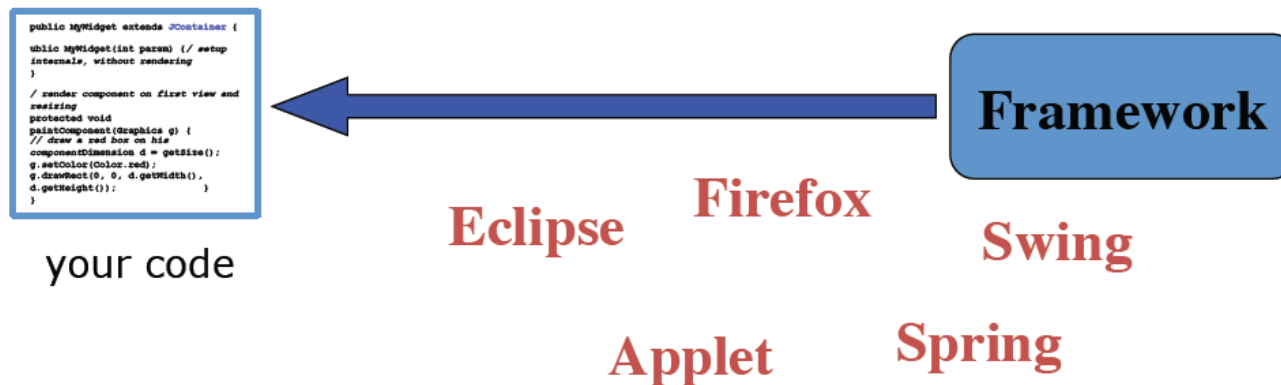 public MyWidget extends JContainer {
ublic MyWidget(int param) {/ setup
internals, without rendering
}
/ render component on first view and
resizing
protected void
paintComponent(Graphics g) {
// draw a red box on his
componentDimension d = getSize();
g.setColor(Color.red);
g.drawRect(0, 0, d.getWidth(),
d.getHeight()); }
}
your code
Framework
Eclipse
Firefox
Swing
Applet
Spring